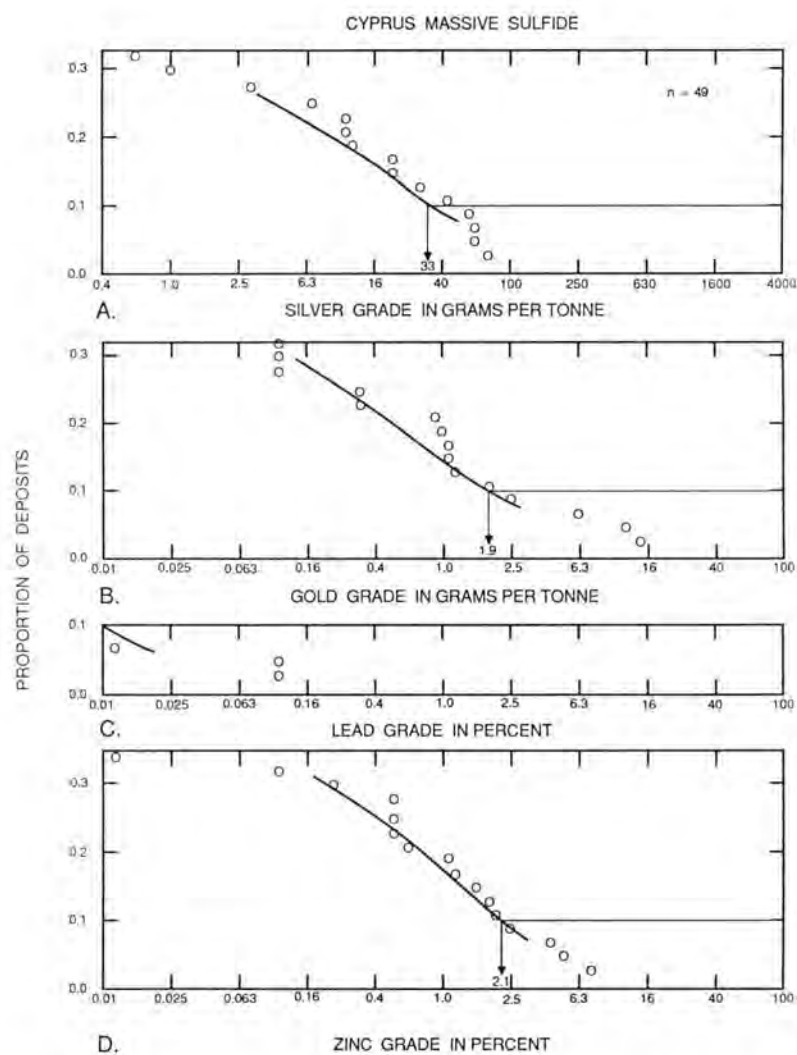 CYPRUS MASSIVE SULFIDE
n = 49
0.3
0.2
0.1
0.0
33
0.4 1.0 2.5 6.3 16 40 100 250 630 1600 4000
A. SILVER GRADE IN GRAMS PER TONNE
0.3
0.2
0.1
0.0
1.9
0.01 0.025 0.063 0.16 0.4 1.0 2.5 6.3 16 40 100
B. GOLD GRADE IN GRAMS PER TONNE
PROPORTION OF DEPOSITS
0.1
0.0
0.01 0.025 0.063 0.16 0.4 1.0 2.5 6.3 16 40 100
C. LEAD GRADE IN PERCENT
0.3
0.2
0.1
0.0
2.1
0.01 0.025 0.063 0.16 0.4 1.0 2.5 6.3 16 40 100
D. ZINC GRADE IN PERCENT